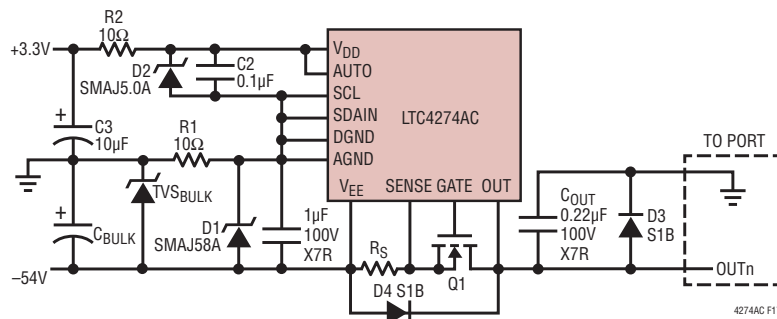 R2
10Ω
+3.3V
D2
SMAJ5.0A
C2
0.1µF
+
C3
10µF
R1
10Ω
VDD
AUTO
SCL
SDAIN
DGND
AGND
LTC4274AC
VEE SENSE GATE OUT
TO PORT
+
CBULK
TVSBULK
D1
SMAJ58A
1µF
100V
X7R
RS
Q1
D4 S1B
COUT
0.22µF
100V
X7R
D3
S1B
–54V
OUTn
4274AC F17